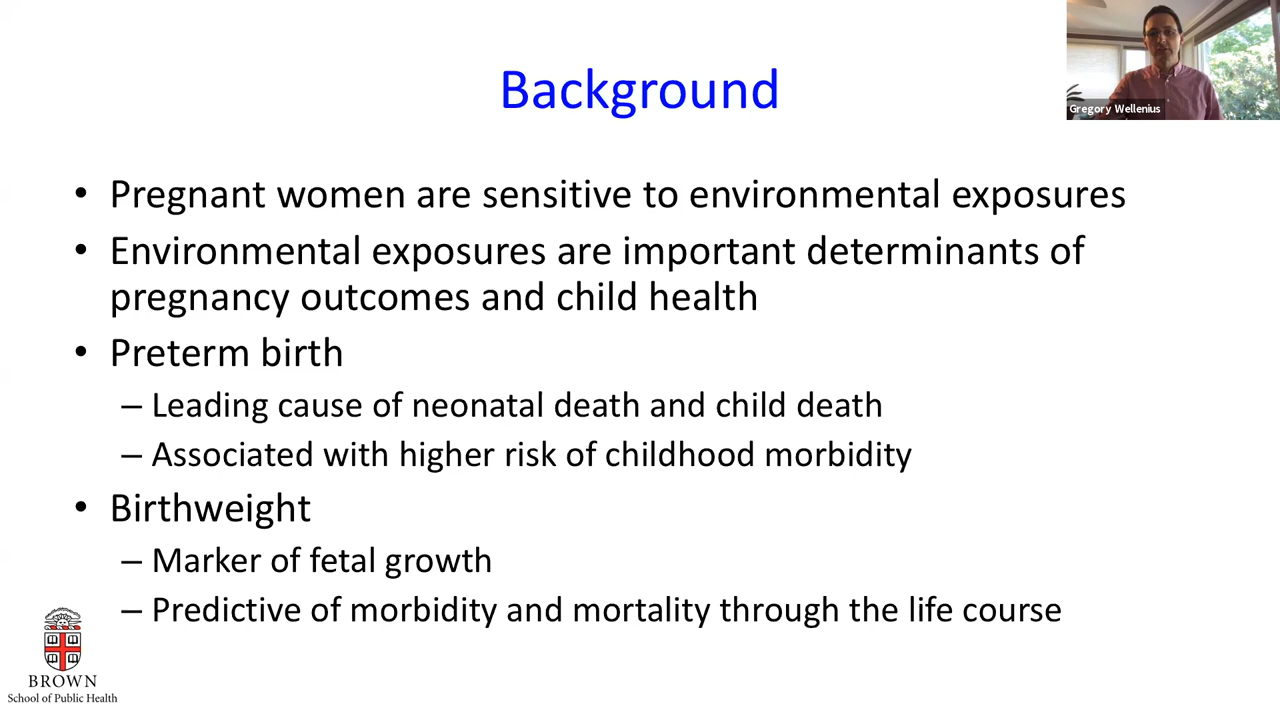 Background
Gregory Wellenius
• Pregnant women are sensitive to environmental exposures
• Environmental exposures are important determinants of
pregnancy outcomes and child health
• Preterm birth
– Leading cause of neonatal death and child death
– Associated with higher risk of childhood morbidity
• Birthweight
– Marker of fetal growth
– Predictive of morbidity and mortality through the life course
BROWN
School of Public Health